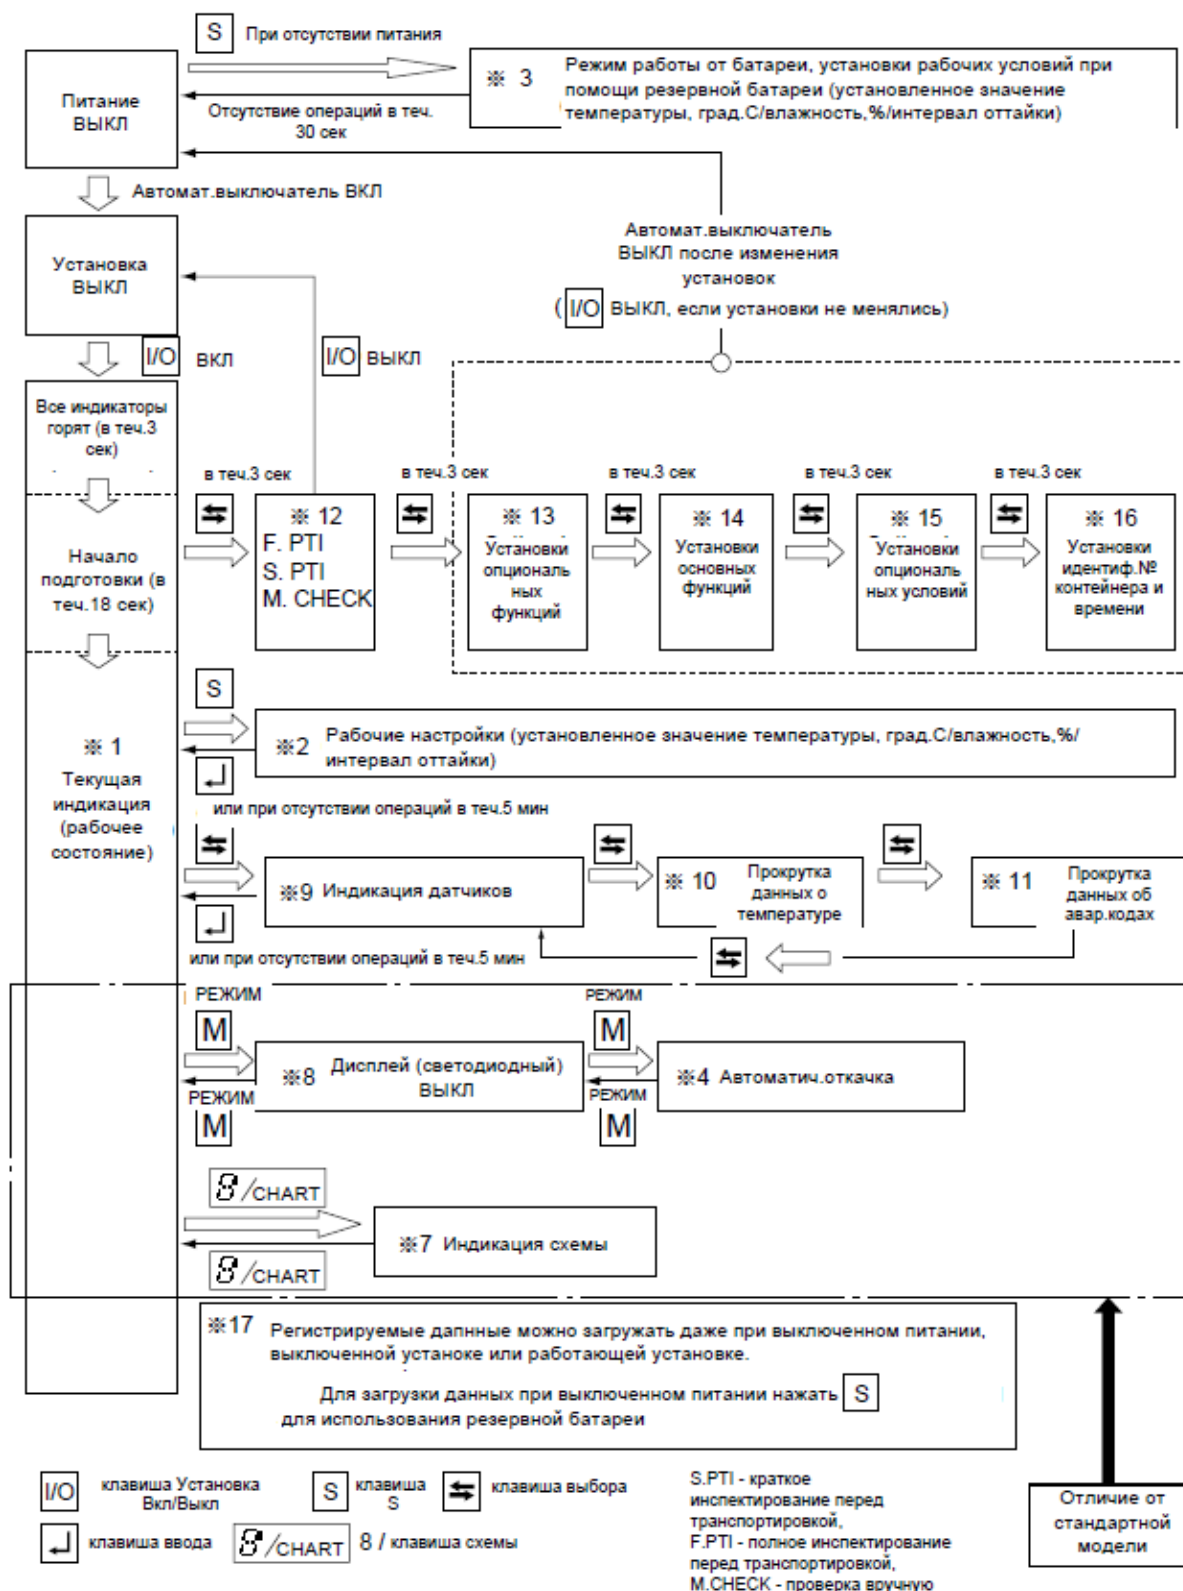 S При отсутствии питания
Питание
ВЫКЛ
※ 3 Режим работы от батареи, установки рабочих условий при
помощи резервной батареи (установленное значение
температуры, град.С/влажность,%/интервал оттайки)
Отсутствие операций в теч.
30 сек
Автомат.выключатель ВКЛ
Установка
ВЫКЛ
Автомат.выключатель
ВЫКЛ после изменения
установок
( I/O ВЫКЛ, если установки не менялись)
I/O ВКЛ
I/O ВЫКЛ
Все индикаторы
горят (в теч.3
сек)
в теч.3 сек
в теч.3 сек
в теч.3 сек
в теч.3 сек
в теч.3 сек
Начало
подготовки (в
теч.18 сек)
※ 12
F. PTI
S. PTI
M. CHECK
※ 13
Установки
опциональ
ных
функций
※ 14
Установки
основных
функций
※ 15
Установки
опциональ
ных условий
※ 16
Установки
идентиф.№
контейнера и
времени
※ 1
Текущая
индикация
(рабочее
состояние)
S
※2 Рабочие настройки (установленное значение температуры, град.С/влажность,%/
интервал оттайки)
или при отсутствии операций в теч.5 мин
※9 Индикация датчиков
※ 10 Прокрутка
данных о
температуре
※ 11 Прокрутка
данных об
авар.кодах
или при отсутствии операций в теч.5 мин
РЕЖИМ
M
РЕЖИМ
M
※8 Дисплей (светодиодный)
ВЫКЛ
※4 Автоматич.откачка
РЕЖИМ
M
РЕЖИМ
M
8/CHART
※7 Индикация схемы
8/CHART
※17 Регистрируемые дапнные можно загружать даже при выключенном питании,
выключенной устаноке или работающей установке.
Для загрузки данных при выключенном питании нажать S
для использования резервной батареи
I/O клавиша Установка
Вкл/Выкл
S клавиша
S
клавиша выбора
клавиша ввода
8/CHART 8 / клавиша схемы
S.PTI - краткое
инспектирование перед
транспортировкой,
F.PTI - полное инспектирование
перед транспортировкой,
M.CHECK - проверка вручную
Отличие от
стандартной
модели